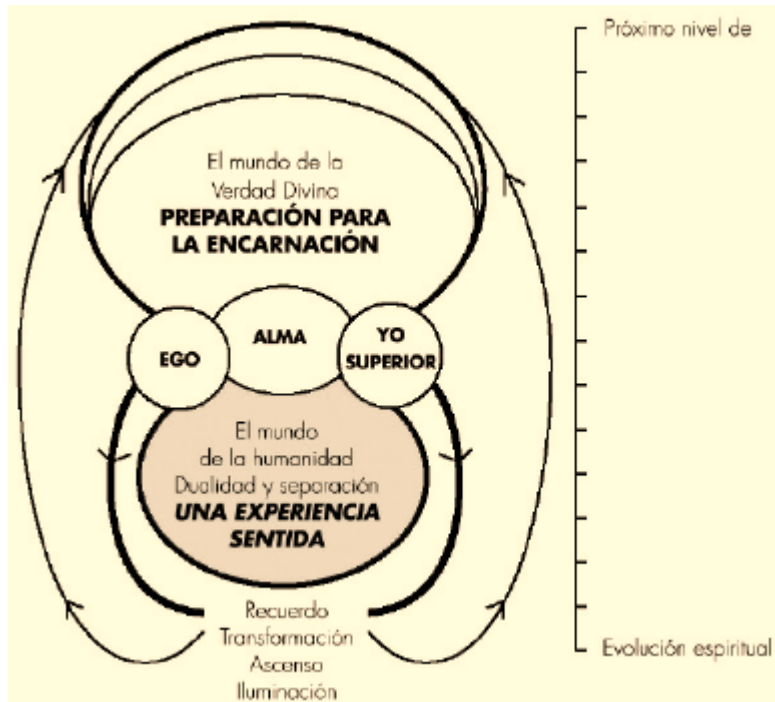 Próximo nivel de
El mundo de la
Verdad Divina
PREPARACIÓN PARA
LA ENCARNACIÓN
EGO
ALMA
YO
SUPERIOR
El mundo
de la humanidad
Dualidad y separación
UNA EXPERIENCIA
SENTIDA
Recuerdo
Transformación
Ascenso
Iluminación
Evolución espiritual